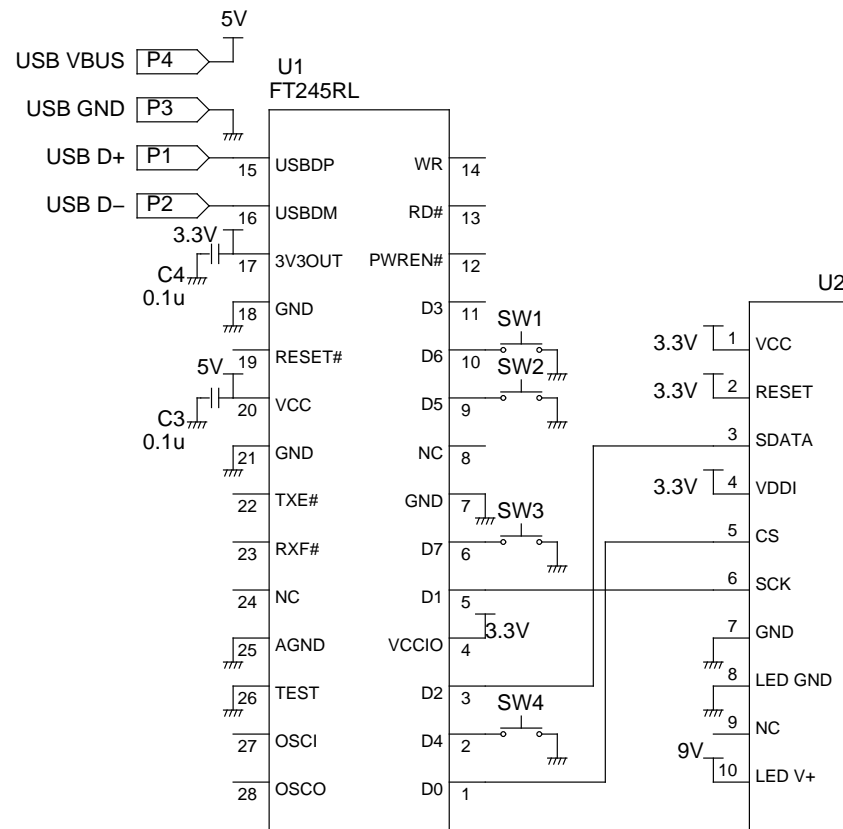 5V
USB VBUS P4
USB GND P3
USB D+ P1
USB D− P2
U1
FT245RL
15 USBDP WR 14
16 USBDM RD# 13
3.3V
17 3V3OUT PWREN# 12
C4
0.1u
18 GND D3 11
SW1
19 RESET# D6 10
5V
SW2
20 VCC D5 9
C3
0.1u
21 GND NC 8
22 TXE# GND 7
SW3
23 RXF# D7 6
24 NC D1 5
25 AGND VCCIO 4
3.3V
26 TEST D2 3
SW4
27 OSCI D4 2
28 OSCO D0 1
U2
3.3V 1 VCC
3.3V 2 RESET
3 SDATA
3.3V 4 VDDI
5 CS
6 SCK
7 GND
8 LED GND
9 NC
9V 10 LED V+